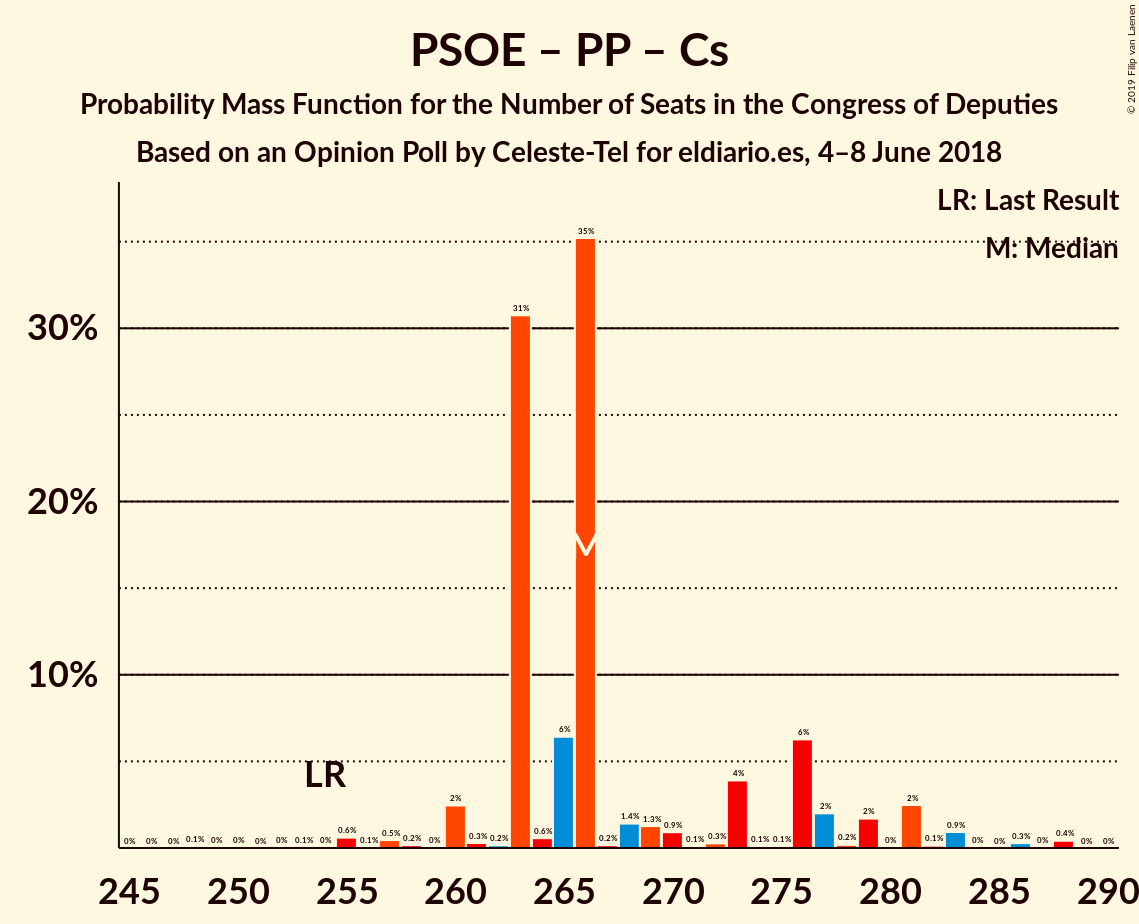 PSOE – PP – Cs
Probability Mass Function for the Number of Seats in the Congress of Deputies
Based on an Opinion Poll by Celeste-Tel for eldiario.es, 4–8 June 2018
© 2019 Filip van Laenen
LR: Last Result
M: Median
30%
20%
10%
LR
0% 0% 0% 0.1% 0% 0% 0% 0% 0.1% 0% 0.6% 0.1% 0.5% 0.2% 0% 2% 0.3% 0.2% 31% 0.6% 6% 35% 0.2% 1.4% 1.3% 0.9% 0.1% 0.3% 4% 0.1% 0.1% 6% 2% 0.2% 2% 0% 2% 0.1% 0.9% 0% 0% 0.3% 0% 0.4% 0% 0%
245 250 255 260 265 270 275 280 285 290